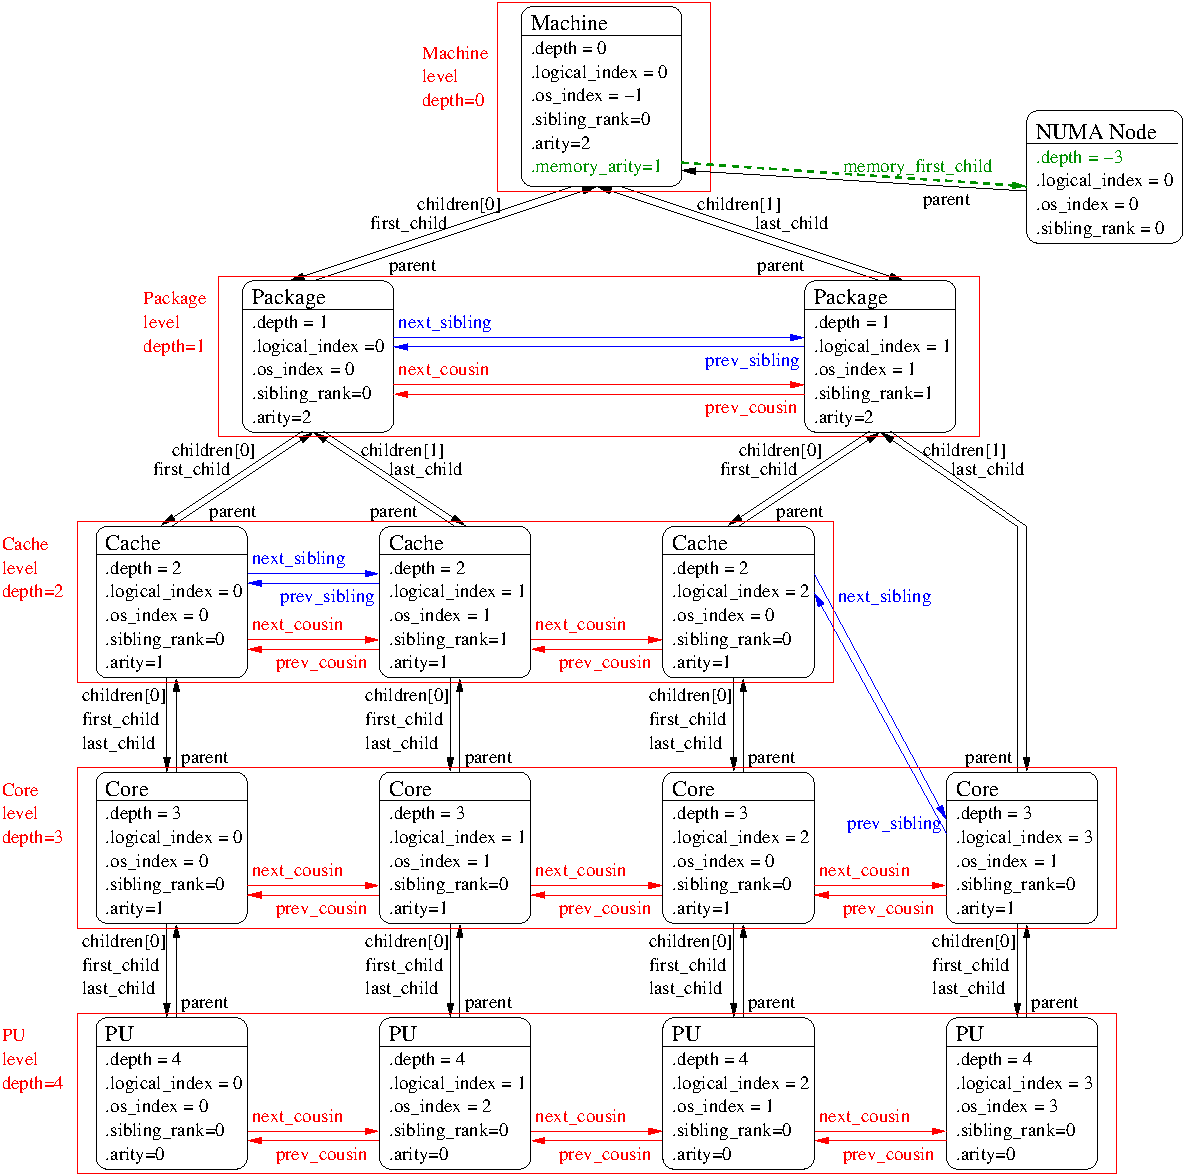 Machine
.depth = 0
.logical_index = 0
.os_index = −1
.sibling_rank=0
.arity=2
.memory_arity=1
Machine
level
depth=0
NUMA Node
.depth = −3
.logical_index = 0
.os_index = 0
.sibling_rank = 0
memory_first_child
parent
children[0]
first_child
parent
children[1]
last_child
parent
Package
level
depth=1
Package
.depth = 1
.logical_index =0
.os_index = 0
.sibling_rank=0
.arity=2
next_sibling
prev_sibling
next_cousin
prev_cousin
Package
.depth = 1
.logical_index = 1
.os_index = 1
.sibling_rank=1
.arity=2
children[0]
first_child
parent
children[1]
last_child
parent
children[0]
first_child
parent
children[1]
last_child
Cache
level
depth=2
Cache
.depth = 2
.logical_index = 0
.os_index = 0
.sibling_rank=0
.arity=1
next_sibling
prev_sibling
next_cousin
prev_cousin
Cache
.depth = 2
.logical_index = 1
.os_index = 1
.sibling_rank=1
.arity=1
next_cousin
prev_cousin
Cache
.depth = 2
.logical_index = 2
.os_index = 0
.sibling_rank=0
.arity=1
next_sibling
prev_sibling
children[0]
first_child
last_child
parent
children[0]
first_child
last_child
parent
children[0]
first_child
last_child
parent
parent
Core
level
depth=3
Core
.depth = 3
.logical_index = 0
.os_index = 0
.sibling_rank=0
.arity=1
next_cousin
prev_cousin
Core
.depth = 3
.logical_index = 1
.os_index = 1
.sibling_rank=0
.arity=1
next_cousin
prev_cousin
Core
.depth = 3
.logical_index = 2
.os_index = 0
.sibling_rank=0
.arity=1
next_cousin
prev_cousin
Core
.depth = 3
.logical_index = 3
.os_index = 1
.sibling_rank=0
.arity=1
children[0]
first_child
last_child
parent
children[0]
first_child
last_child
parent
children[0]
first_child
last_child
parent
children[0]
first_child
last_child
parent
PU
level
depth=4
PU
.depth = 4
.logical_index = 0
.os_index = 0
.sibling_rank=0
.arity=0
next_cousin
prev_cousin
PU
.depth = 4
.logical_index = 1
.os_index = 2
.sibling_rank=0
.arity=0
next_cousin
prev_cousin
PU
.depth = 4
.logical_index = 2
.os_index = 1
.sibling_rank=0
.arity=0
next_cousin
prev_cousin
PU
.depth = 4
.logical_index = 3
.os_index = 3
.sibling_rank=0
.arity=0